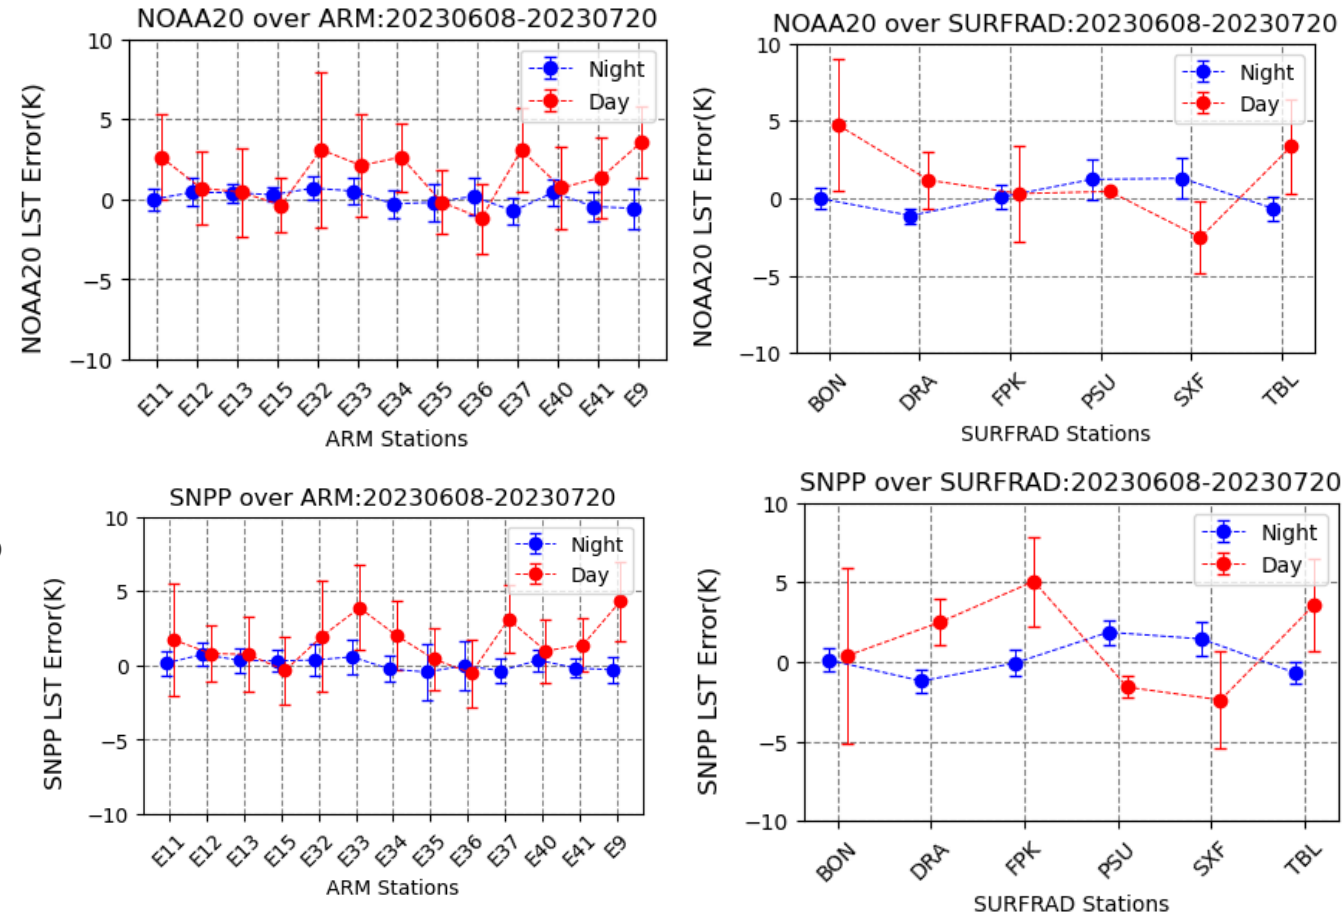 NOAA20 over ARM:20230608-20230720
NOAA20 LST Error(K)
10
5
0
−5
−10
Night
Day
E11
E12
E13
E15
E32
E33
E34
E35
E36
E37
E40
E41
E9
ARM Stations
NOAA20 over SURFRAD:20230608-20230720
NOAA20 LST Error(K)
10
5
0
−5
−10
Night
Day
BON
DRA
FPK
PSU
SXF
TBL
SURFRAD Stations
SNPP over ARM:20230608-20230720
SNPP LST Error(K)
10
5
0
−5
−10
Night
Day
E11
E12
E13
E15
E32
E33
E34
E35
E36
E37
E40
E41
E9
ARM Stations
SNPP over SURFRAD:20230608-20230720
SNPP LST Error(K)
10
5
0
−5
−10
Night
Day
BON
DRA
FPK
PSU
SXF
TBL
SURFRAD Stations